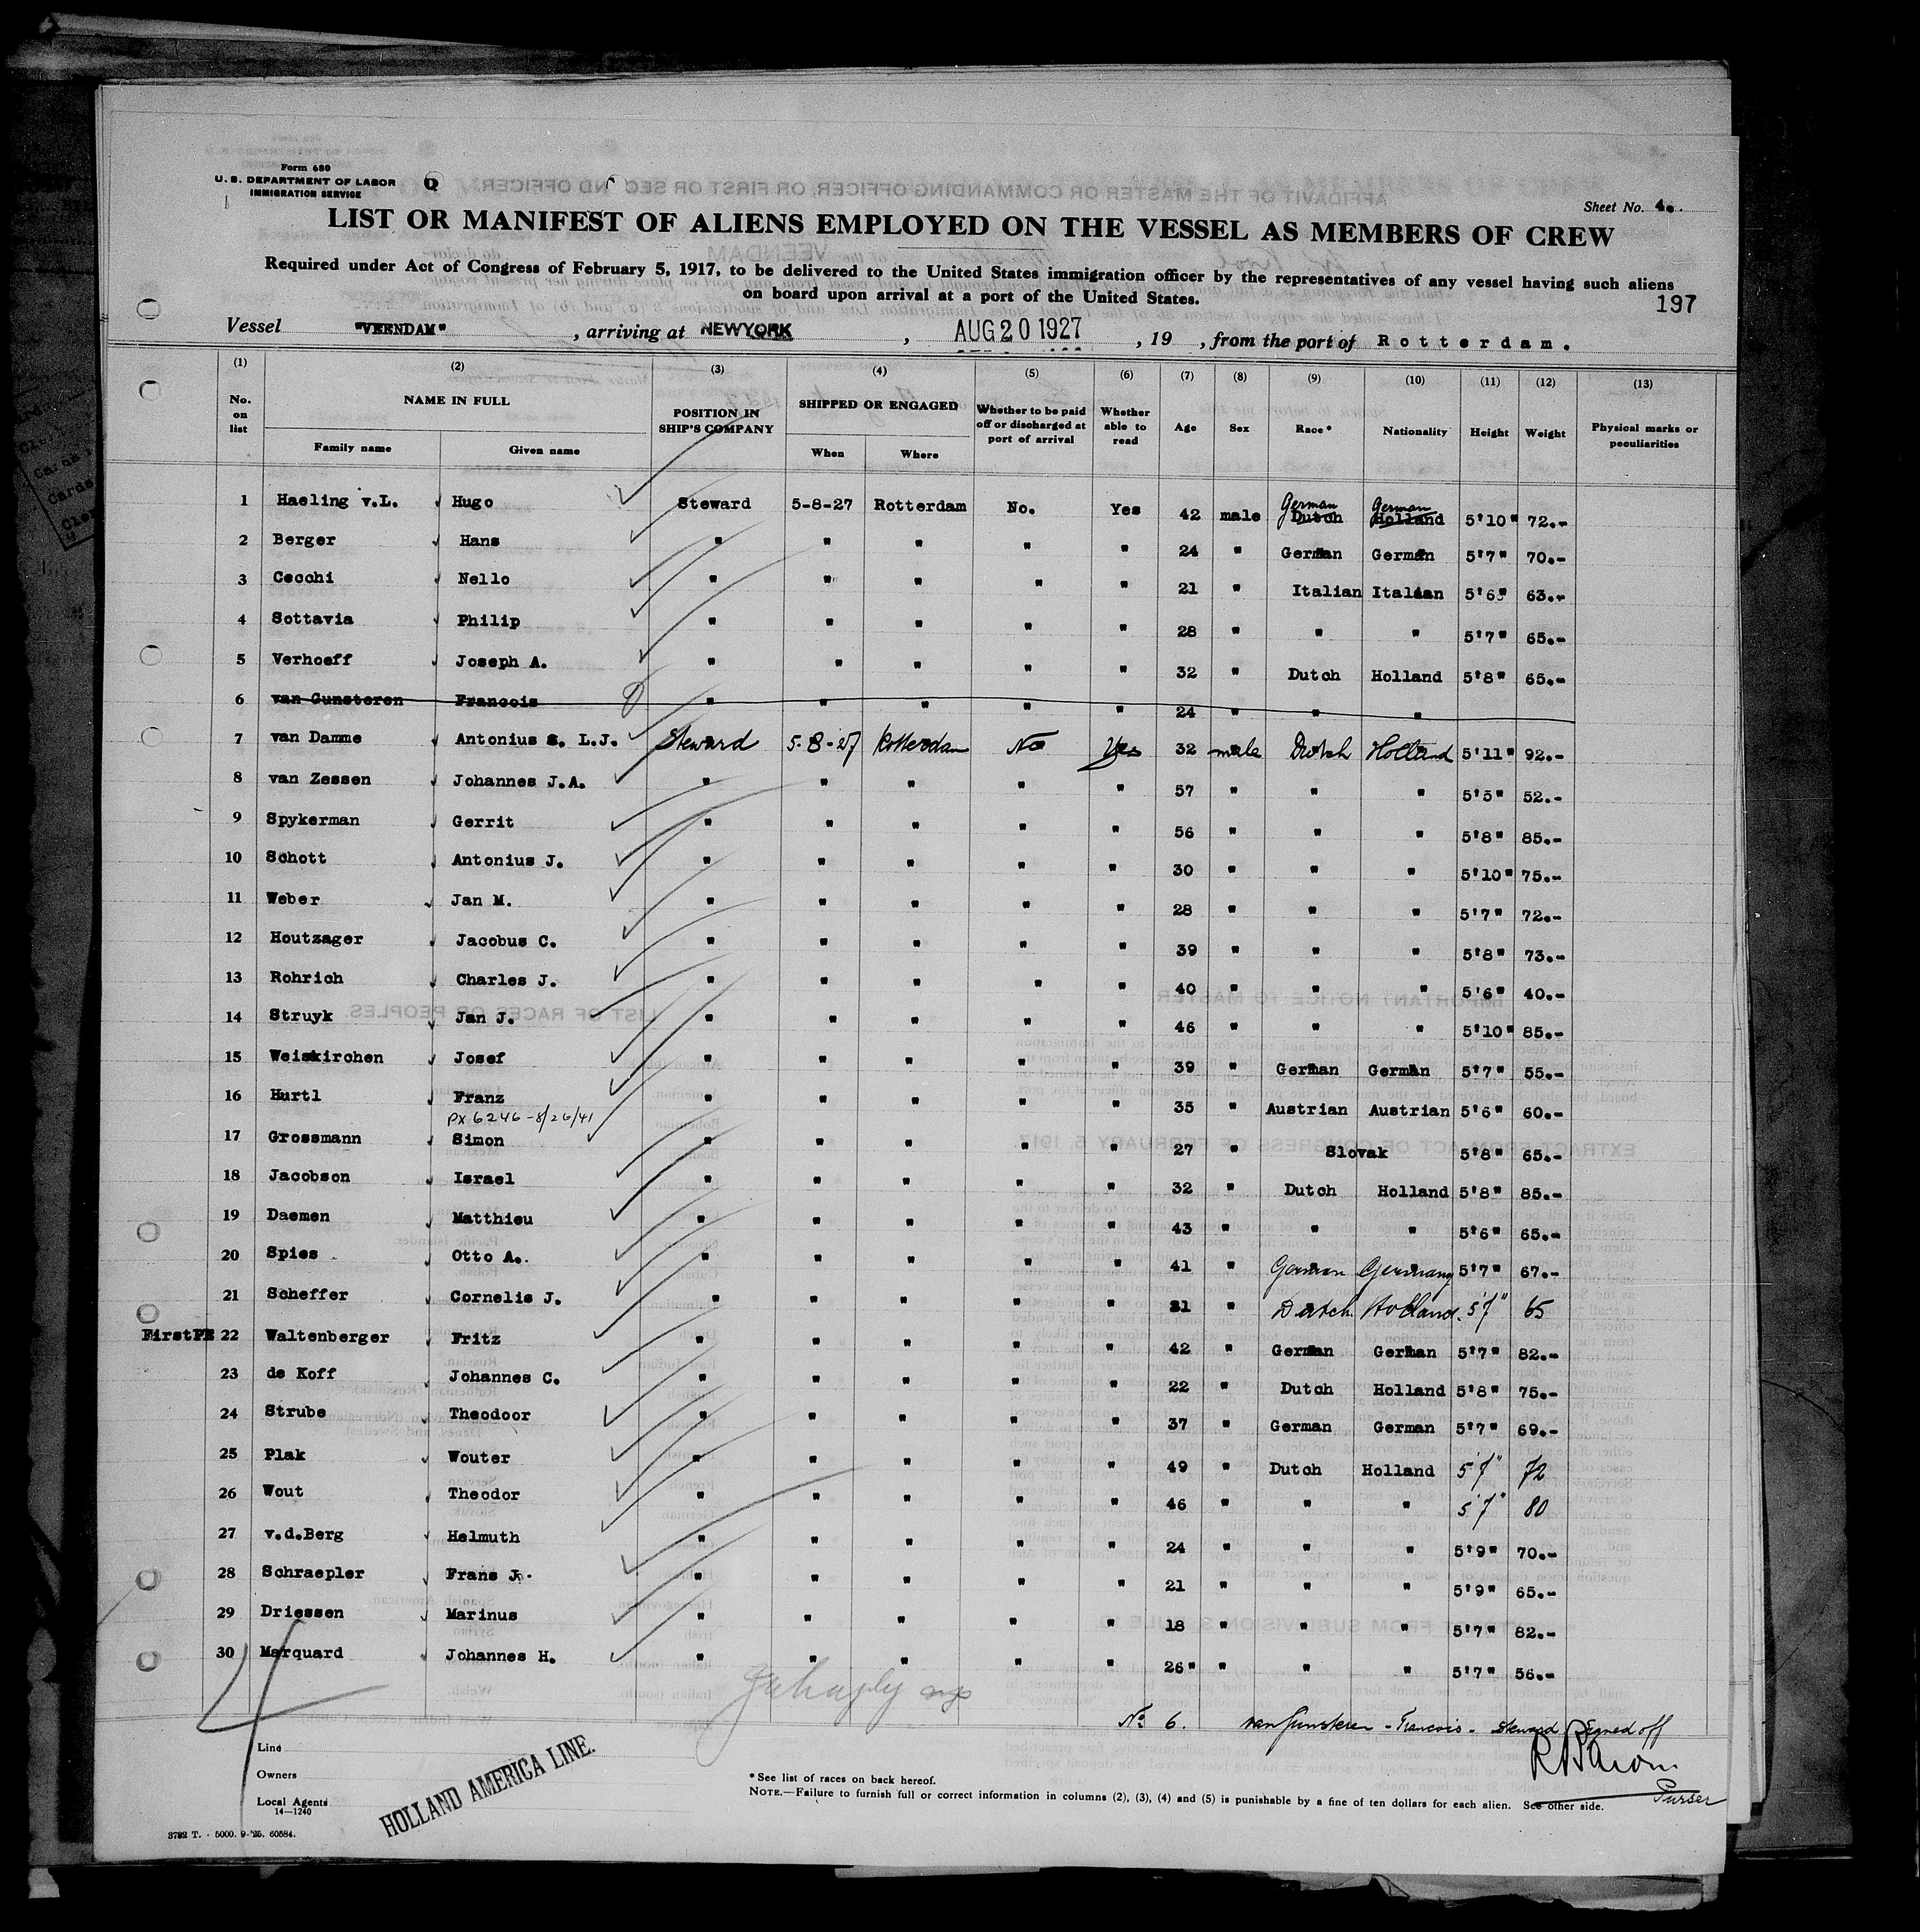 Form 680
U. S. DEPARTMENT OF LABOR
IMMIGRATION SERVICE
Q
Sheet No. 4.
LIST OR MANIFEST OF ALIENS EMPLOYED ON THE VESSEL AS MEMBERS OF CREW
Required under Act of Congress of February 5, 1917, to be delivered to the United States immigration officer by the representatives of any vessel having such aliens
on board upon arrival at a port of the United States.
197
Vessel "VEENDAM", arriving at NEWYORK, AUG 20 1927, 19 , from the port of Rotterdam.
(1) (2) (3) (4) (5) (6) (7) (8) (9) (10) (11) (12) (13)
No. on list NAME IN FULL Family name Given name POSITION IN SHIP'S COMPANY SHIPPED OR ENGAGED When Where Whether to be paid off or discharged at port of arrival Whether able to read Age Sex Race* Nationality Height Weight Physical marks or peculiarities
1 Haeling v.L. Hugo Steward 5-8-27 Rotterdam No. Yes 42 male German Dutch German Holland 5'10" 72.-
2 Berger Hans " " " " " 24 " German German 5'7" 70.-
3 Cecchi Nello " " " " " 21 " Italian Italian 5'6" 63.-
4 Sottavia Philip " " " " " 28 " " " 5'7" 65.-
5 Verhoeff Joseph A. " " " " " 32 " Dutch Holland 5'8" 65.-
6 van Gunsteren Francois " " " " " 24 " " "
7 van Damme Antonius S. L.J. Steward 5-8-27 Rotterdam No Yes 32 male Dutch Holland 5'11" 92.-
8 van Zessen Johannes J.A. " " " " " 57 " " " 5'5" 52.-
9 Spykerman Gerrit " " " " " 56 " " " 5'8" 85.-
10 Schott Antonius J. " " " " " 30 " " " 5'10" 75.-
11 Weber Jan M. " " " " " 28 " " " 5'7" 72.-
12 Houtzager Jacobus C. " " " " " 39 " " " 5'8" 73.-
13 Rohrich Charles J. " " " " " 40 " " " 5'6" 40.-
14 Struyk Jan J. " " " " " 46 " " " 5'10" 85.-
15 Weiskirchen Josef " " " " " 39 " German German 5'7" 55.-
16 Hurtl Franz " " " " " 35 " Austrian Austrian 5'6" 60.-
PX 6246-8/26/41
17 Grossmann Simon " " " " " 27 " Slovak 5'8" 65.-
18 Jacobson Israel " " " " " 32 " Dutch Holland 5'8" 85.-
19 Daemen Matthieu " " " " " 43 " " " 5'6" 65.-
20 Spies Otto A. " " " " " 41 " German Germany 5'7" 67.-
21 Scheffer Cornelis J. " " " " " 31 " Dutch Holland. 5'7" 65
FirstPE 22 Waltenberger Fritz " " " " " 42 " German German 5'7" 82.-
23 de Koff Johannes C. " " " " " 22 " Dutch Holland 5'8" 75.-
24 Strube Theodoor " " " " " 37 " German German 5'7" 69.-
25 Plak Wouter " " " " " 49 " Dutch Holland 5'7" 72
26 Wout Theodor " " " " " 46 " " " 5'7" 80
27 v.d.Berg Helmuth " " " " " 24 " " " 5'9" 70.-
28 Schraepler Frans J. " " " " " 21 " " " 5'9" 65.-
29 Driessen Marinus " " " " " 18 " " " 5'7" 82.-
30 Marquard Johannes H. " " " " " 26" " " " 5'7" 56.-
No 6. van Gunsteren - Francois - Steward Signed off
Purser
Line
Owners
Local Agents
14—1240
HOLLAND AMERICA LINE.
*See list of races on back hereof.
NOTE.—Failure to furnish full or correct information in columns (2), (3), (4) and (5) is punishable by a fine of ten dollars for each alien. See other side.
3782 T. - 5000. 9-'25. 60584.